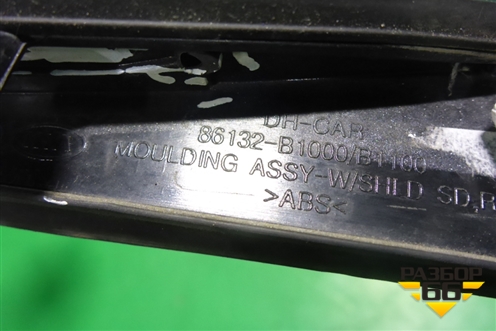 DH-CAR
86132-B1000/B1100
MOULDING ASSY-W/SHLD SD,R
>ABS<
РАЗБОР
66